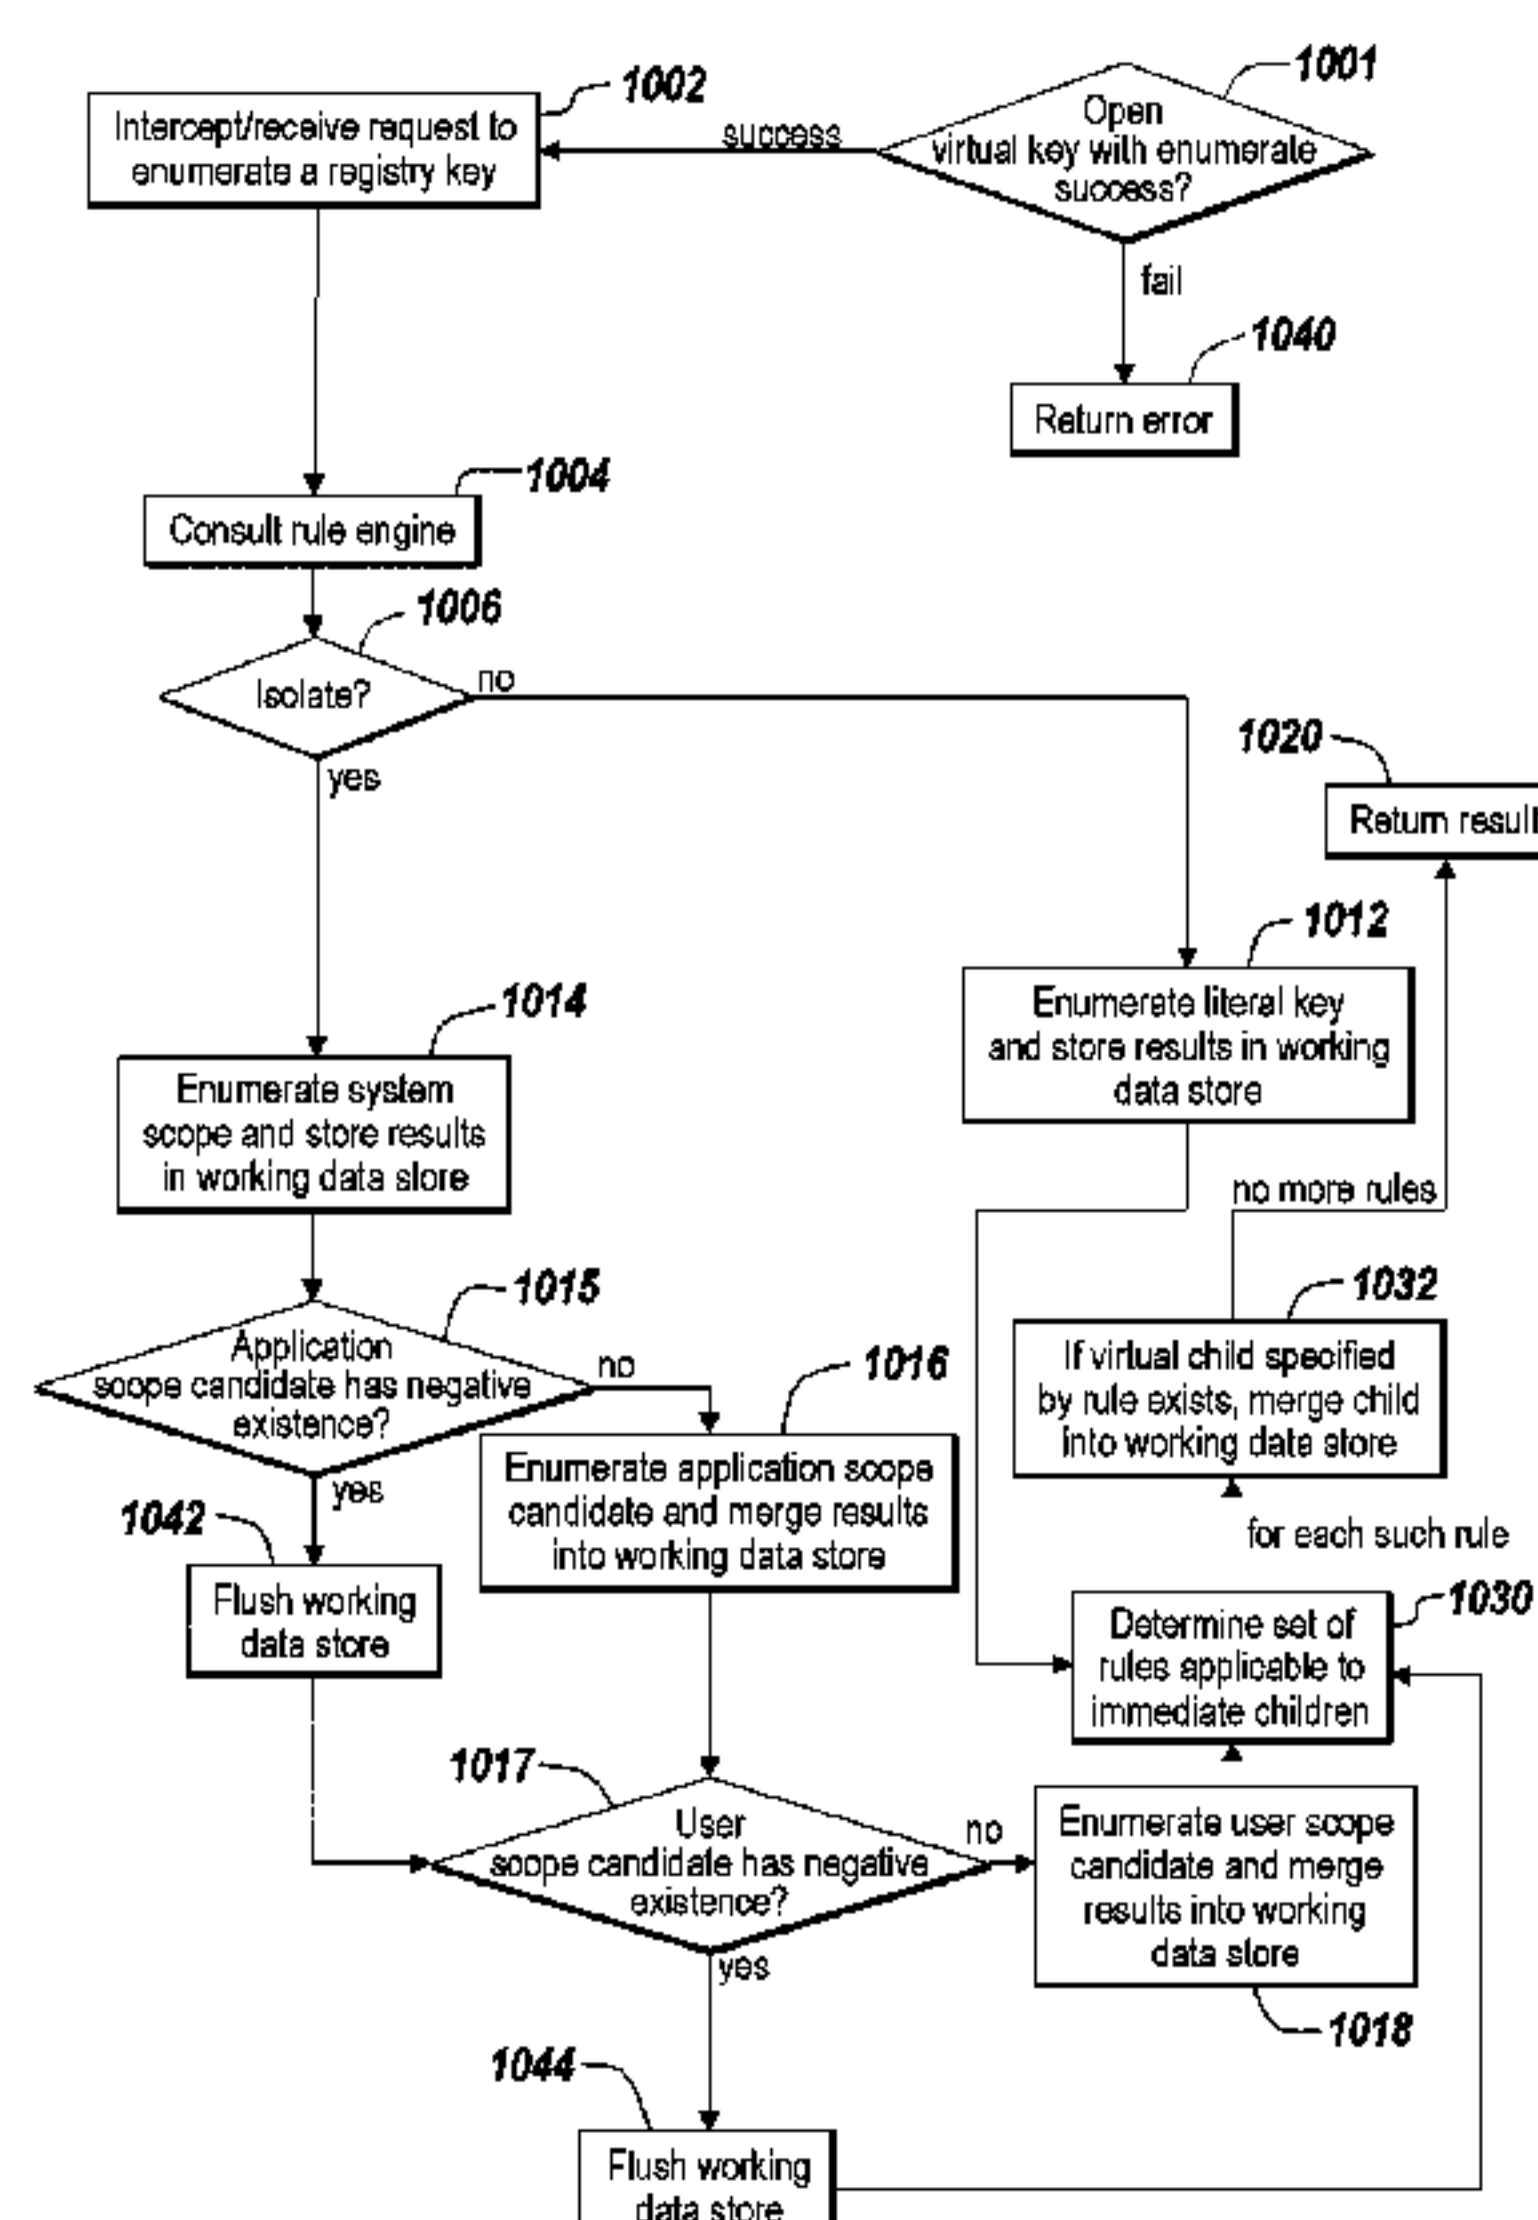 1001
Open
virtual key with enumerate
success?
success
fail
1002
Intercept/receive request to
enumerate a registry key
1040
Return error
1004
Consult rule engine
1006
Isolate?
no
yes
1020
Return result
1012
Enumerate literal key
and store results in working
data store
1014
Enumerate system
scope and store results
in working data store
no more rules
1015
Application
scope candidate has negative
existence?
no
yes
1016
Enumerate application scope
candidate and merge results
into working data store
1032
If virtual child specified
by rule exists, merge child
into working data store
for each such rule
1042
Flush working
data store
1030
Determine set of
rules applicable to
immediate children
1017
User
scope candidate has negative
existence?
no
yes
Enumerate user scope
candidate and merge
results into working
data store
1018
1044
Flush working
data store